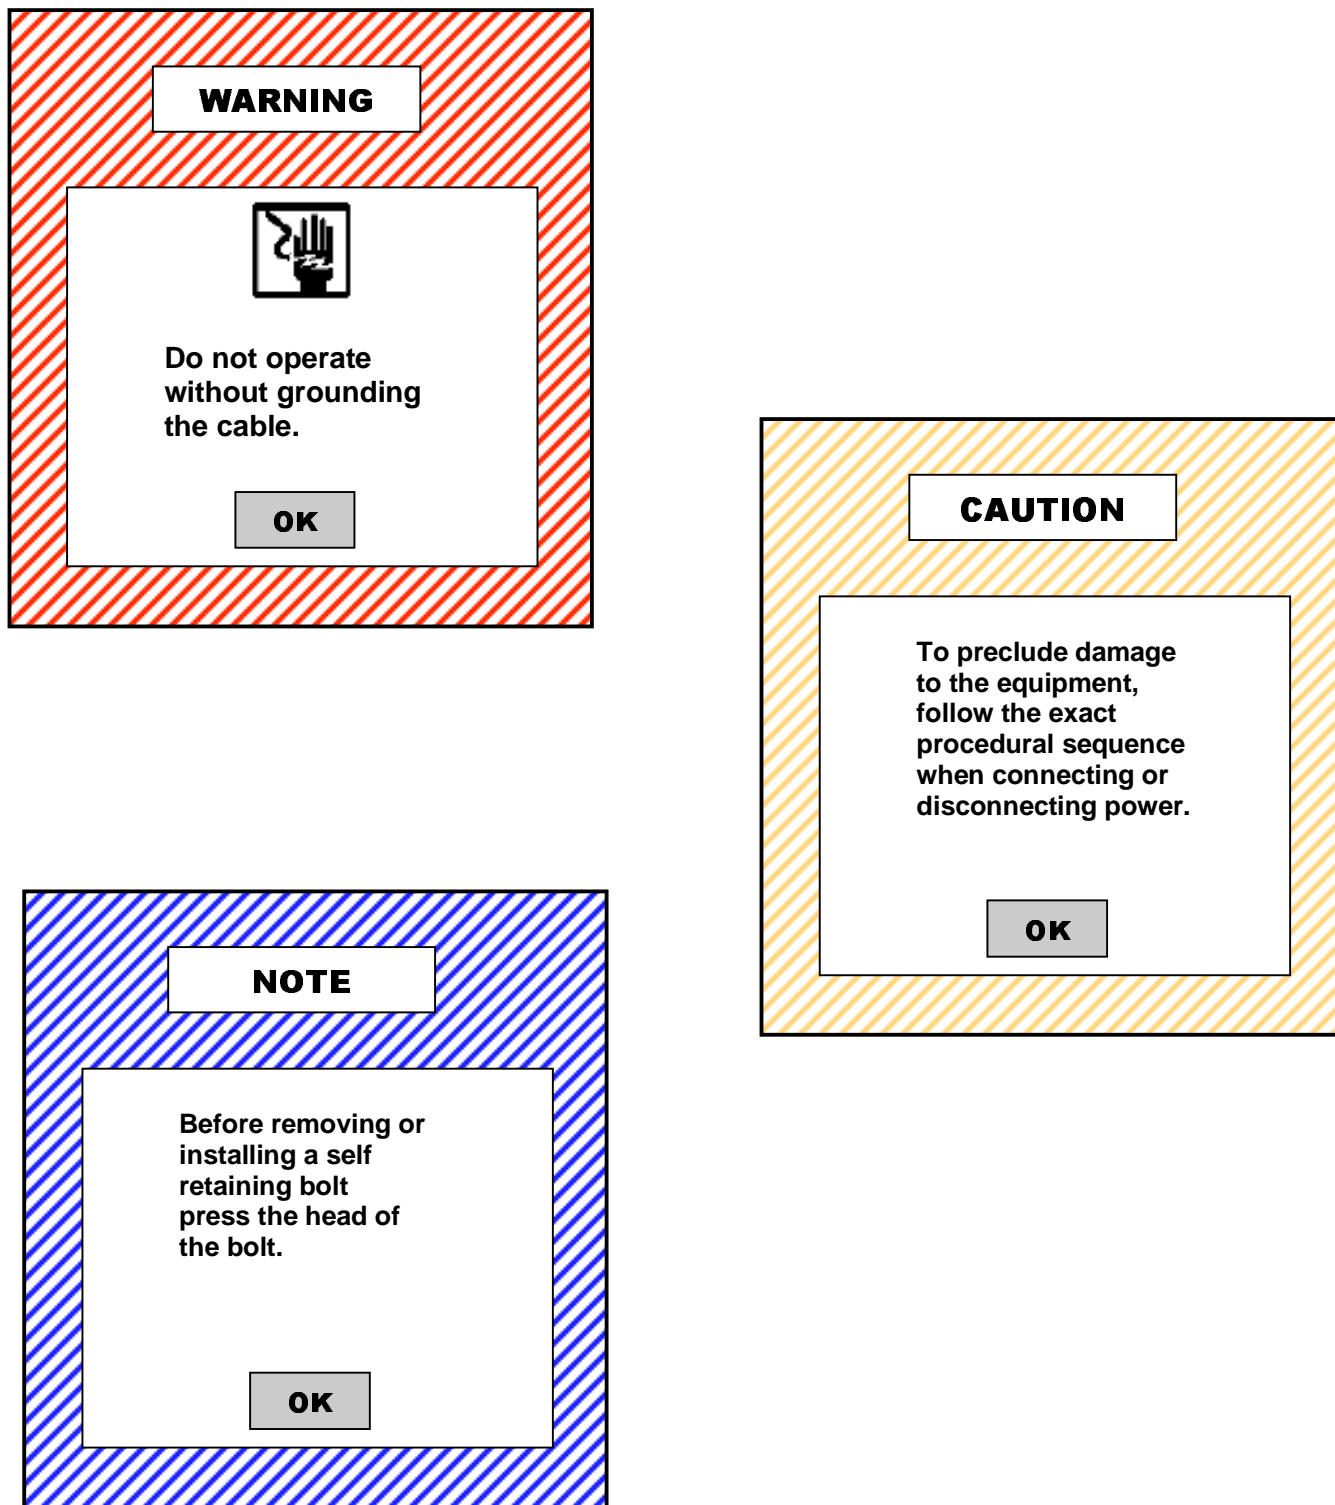 WARNING
Do not operate
without grounding
the cable.
OK
CAUTION
To preclude damage
to the equipment,
follow the exact
procedural sequence
when connecting or
disconnecting power.
OK
NOTE
Before removing or
installing a self
retaining bolt
press the head of
the bolt.
OK